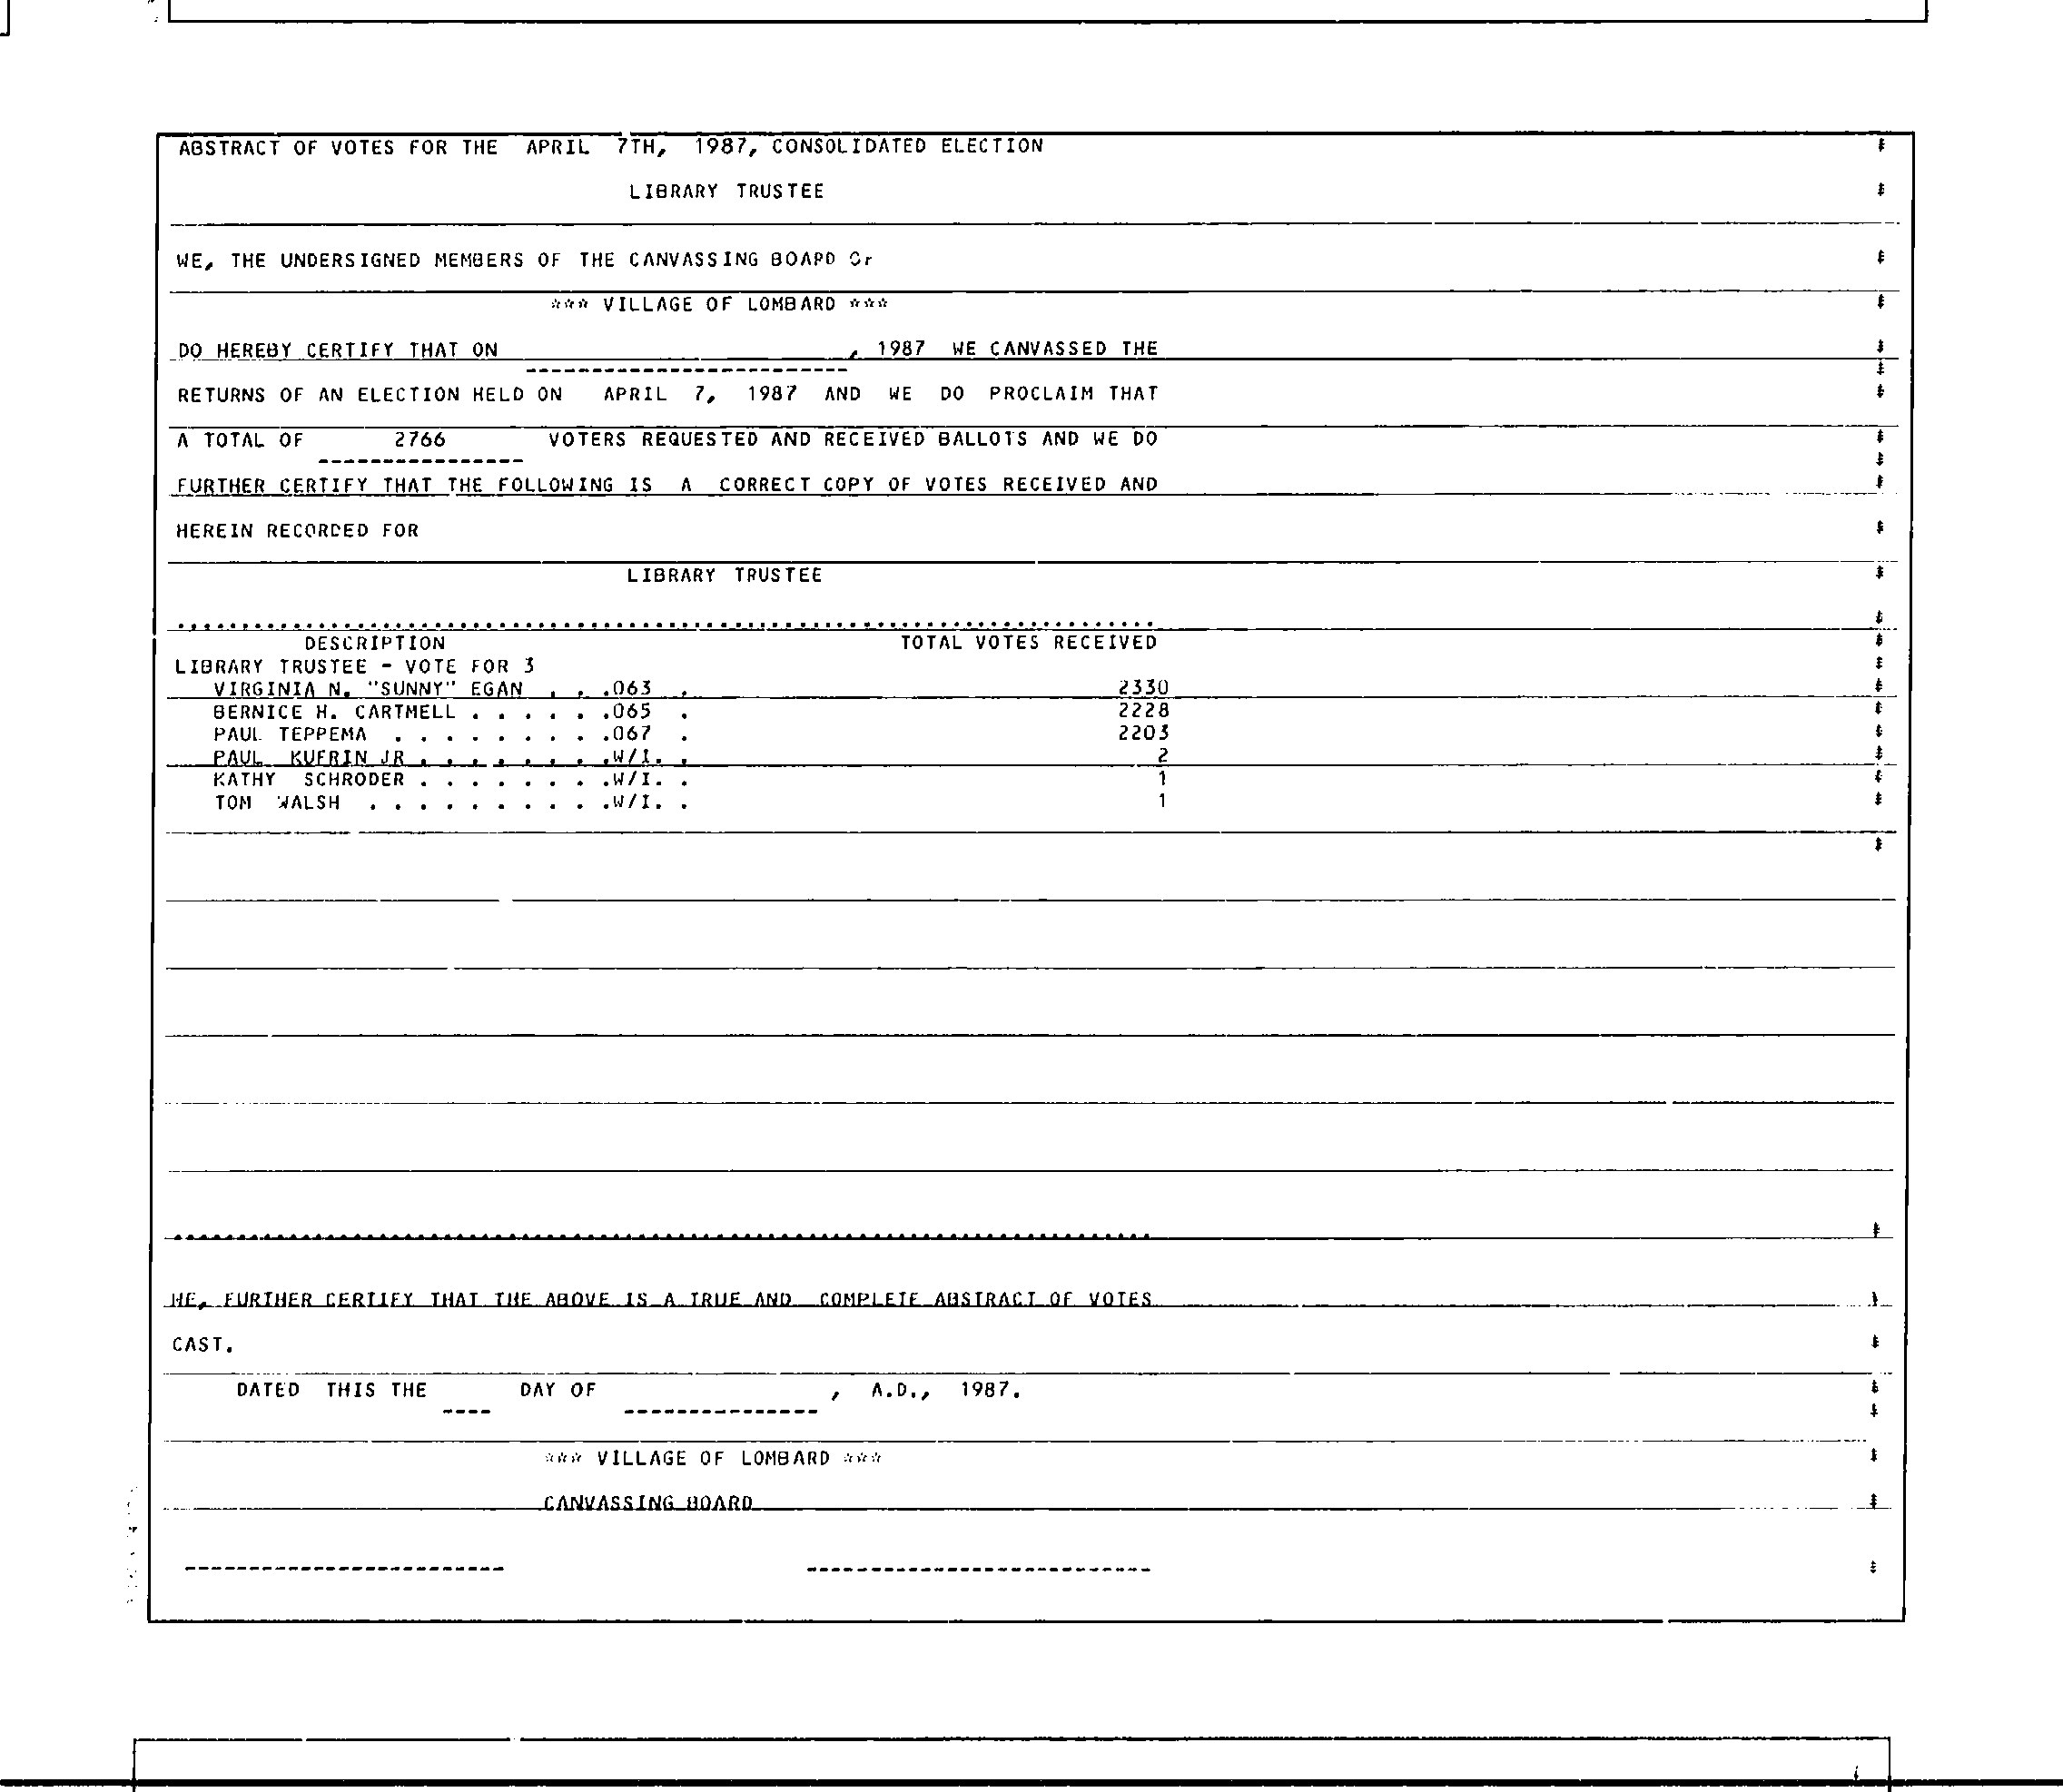 ABSTRACT OF VOTES FOR THE APRIL 7TH, 1987, CONSOLIDATED ELECTION
LIBRARY TRUSTEE
WE, THE UNDERSIGNED MEMBERS OF THE CANVASSING BOARD OF
*** VILLAGE OF LOMBARD ***
DO HEREBY CERTIFY THAT ON , 1987 WE CANVASSED THE
RETURNS OF AN ELECTION HELD ON APRIL 7, 1987 AND WE DO PROCLAIM THAT
A TOTAL OF 2766 VOTERS REQUESTED AND RECEIVED BALLOTS AND WE DO
FURTHER CERTIFY THAT THE FOLLOWING IS A CORRECT COPY OF VOTES RECEIVED AND
HEREIN RECORDED FOR
LIBRARY TRUSTEE
DESCRIPTION TOTAL VOTES RECEIVED
LIBRARY TRUSTEE - VOTE FOR 3
VIRGINIA N. "SUNNY" EGAN . . .063 . 2330
BERNICE H. CARTMELL . . . . . .065 . 2228
PAUL TEPPEMA . . . . . . . . .067 . 2203
PAUL KUFRIN JR . . . . . . . .W/I. . 2
KATHY SCHRODER . . . . . . . .W/I. . 1
TOM WALSH . . . . . . . . . .W/I. . 1
WE, FURTHER CERTIFY THAT THE ABOVE IS A TRUE AND COMPLETE ABSTRACT OF VOTES
CAST.
DATED THIS THE ---- DAY OF --------------- , A.D., 1987.
*** VILLAGE OF LOMBARD ***
CANVASSING BOARD